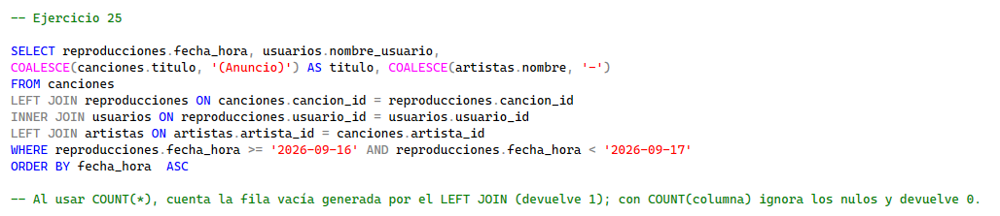 -- Ejercicio 25
SELECT reproducciones.fecha_hora, usuarios.nombre_usuario,
COALESCE(canciones.titulo, '(Anuncio)') AS titulo, COALESCE(artistas.nombre, '-')
FROM canciones
LEFT JOIN reproducciones ON canciones.cancion_id = reproducciones.cancion_id
INNER JOIN usuarios ON reproducciones.usuario_id = usuarios.usuario_id
LEFT JOIN artistas ON artistas.artista_id = canciones.artista_id
WHERE reproducciones.fecha_hora >= '2026-09-16' AND reproducciones.fecha_hora < '2026-09-17'
ORDER BY fecha_hora  ASC
-- Al usar COUNT(*), cuenta la fila vacía generada por el LEFT JOIN (devuelve 1); con COUNT(columna) ignora los nulos y devuelve 0.